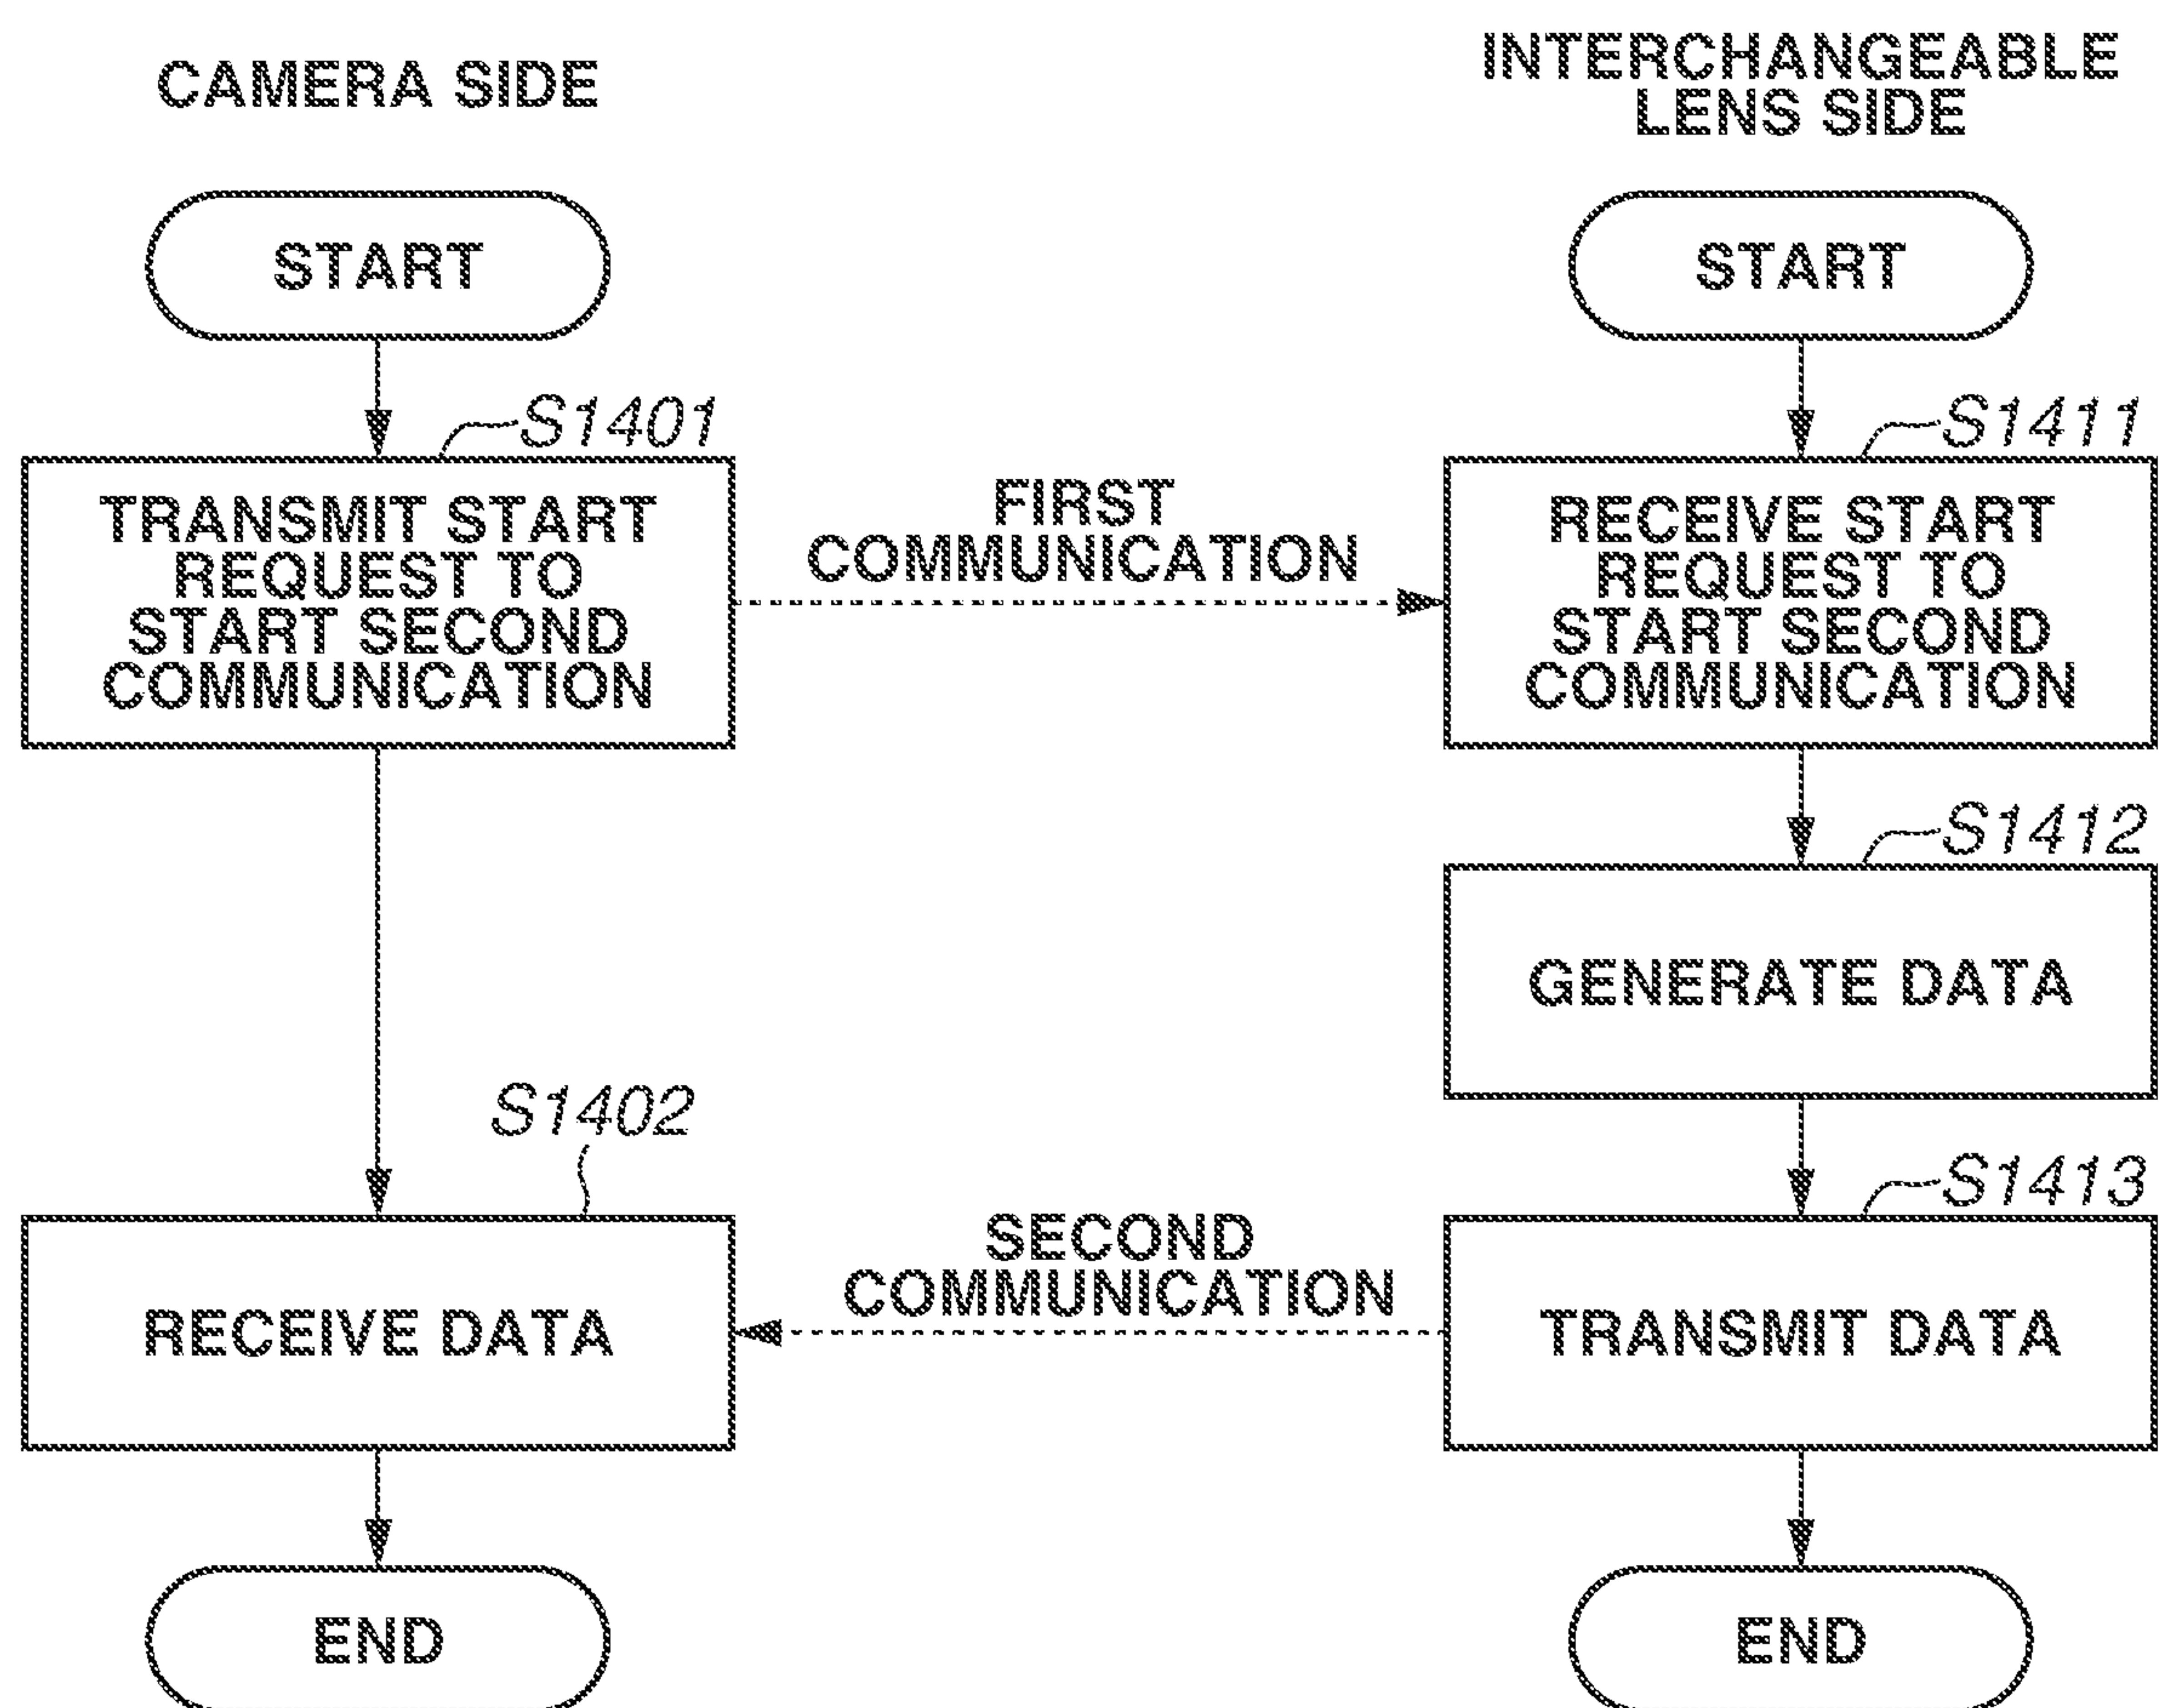 CAMERA SIDE
INTERCHANGEABLE
LENS SIDE
START
START
S1401
S1411
TRANSMIT START
REQUEST TO
START SECOND
COMMUNICATION
FIRST
COMMUNICATION
RECEIVE START
REQUEST TO
START SECOND
COMMUNICATION
S1412
GENERATE DATA
S1402
S1413
RECEIVE DATA
SECOND
COMMUNICATION
TRANSMIT DATA
END
END